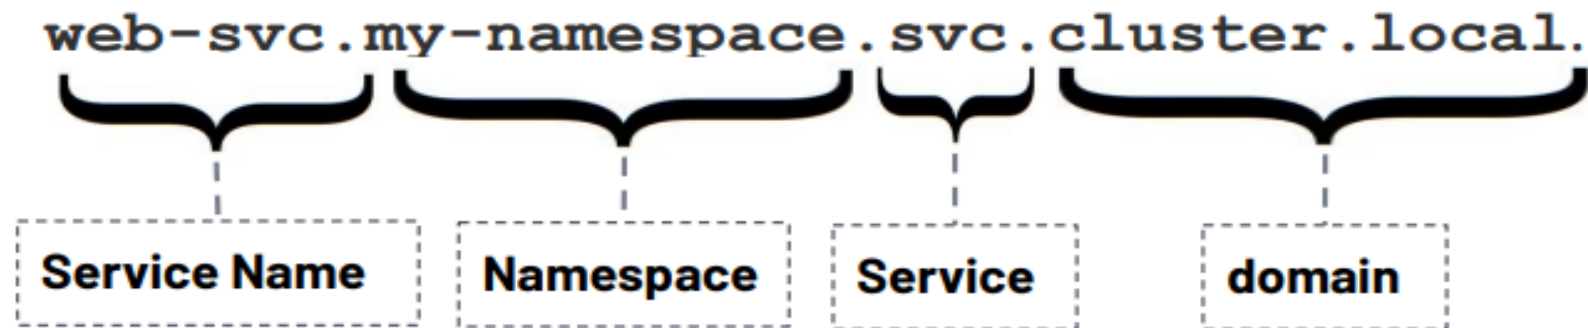 web-svc.my-namespace.svc.cluster.local.
Service Name
Namespace
Service
domain